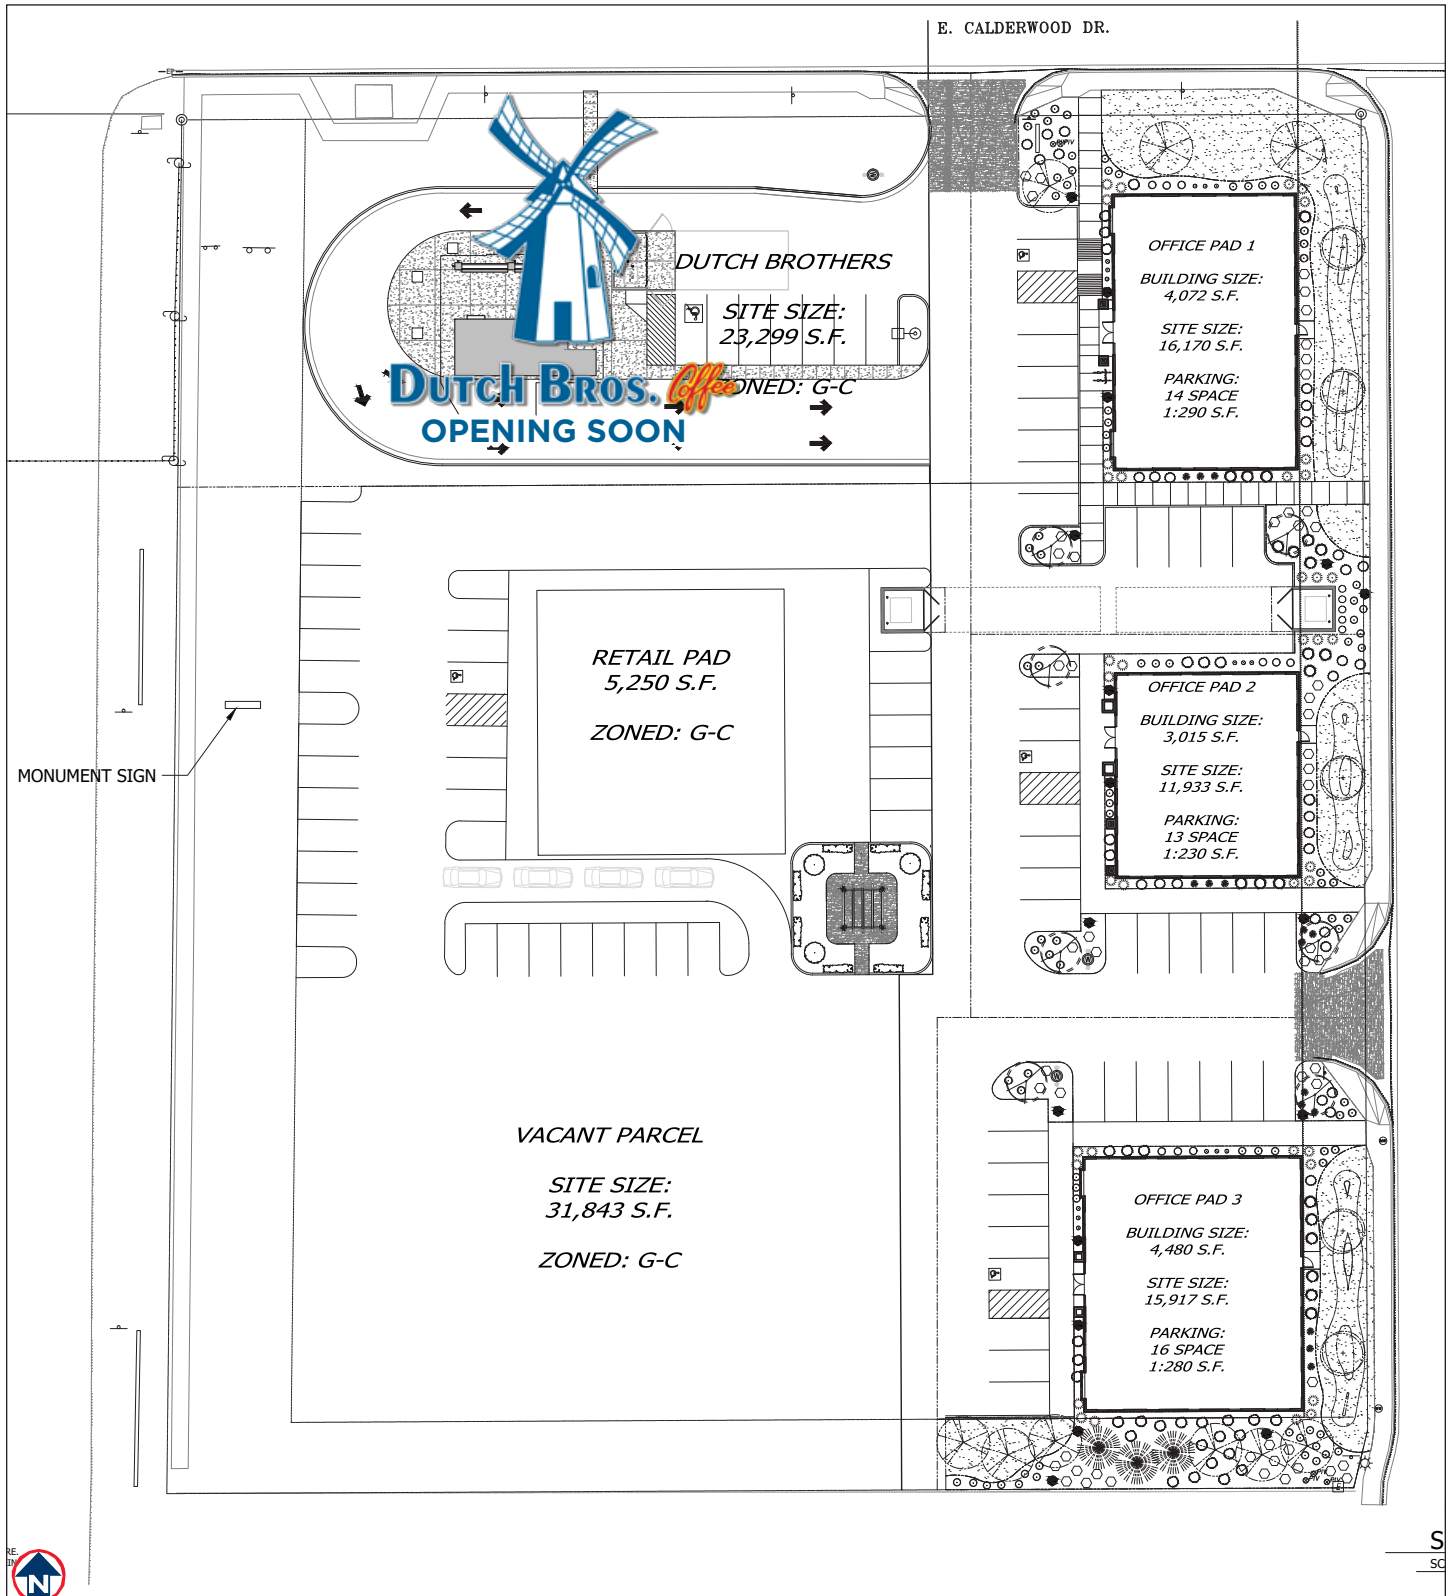 E. CALDERWOOD DR.
DUTCH BROTHERS
SITE SIZE:
23,299 S.F.
ZONED: G-C
DUTCH BROS. Coffee
OPENING SOON
OFFICE PAD 1
BUILDING SIZE:
4,072 S.F.
SITE SIZE:
16,170 S.F.
PARKING:
14 SPACE
1:290 S.F.
RETAIL PAD
5,250 S.F.
ZONED: G-C
MONUMENT SIGN
OFFICE PAD 2
BUILDING SIZE:
3,015 S.F.
SITE SIZE:
11,933 S.F.
PARKING:
13 SPACE
1:230 S.F.
VACANT PARCEL
SITE SIZE:
31,843 S.F.
ZONED: G-C
OFFICE PAD 3
BUILDING SIZE:
4,480 S.F.
SITE SIZE:
15,917 S.F.
PARKING:
16 SPACE
1:280 S.F.
N
S
SC